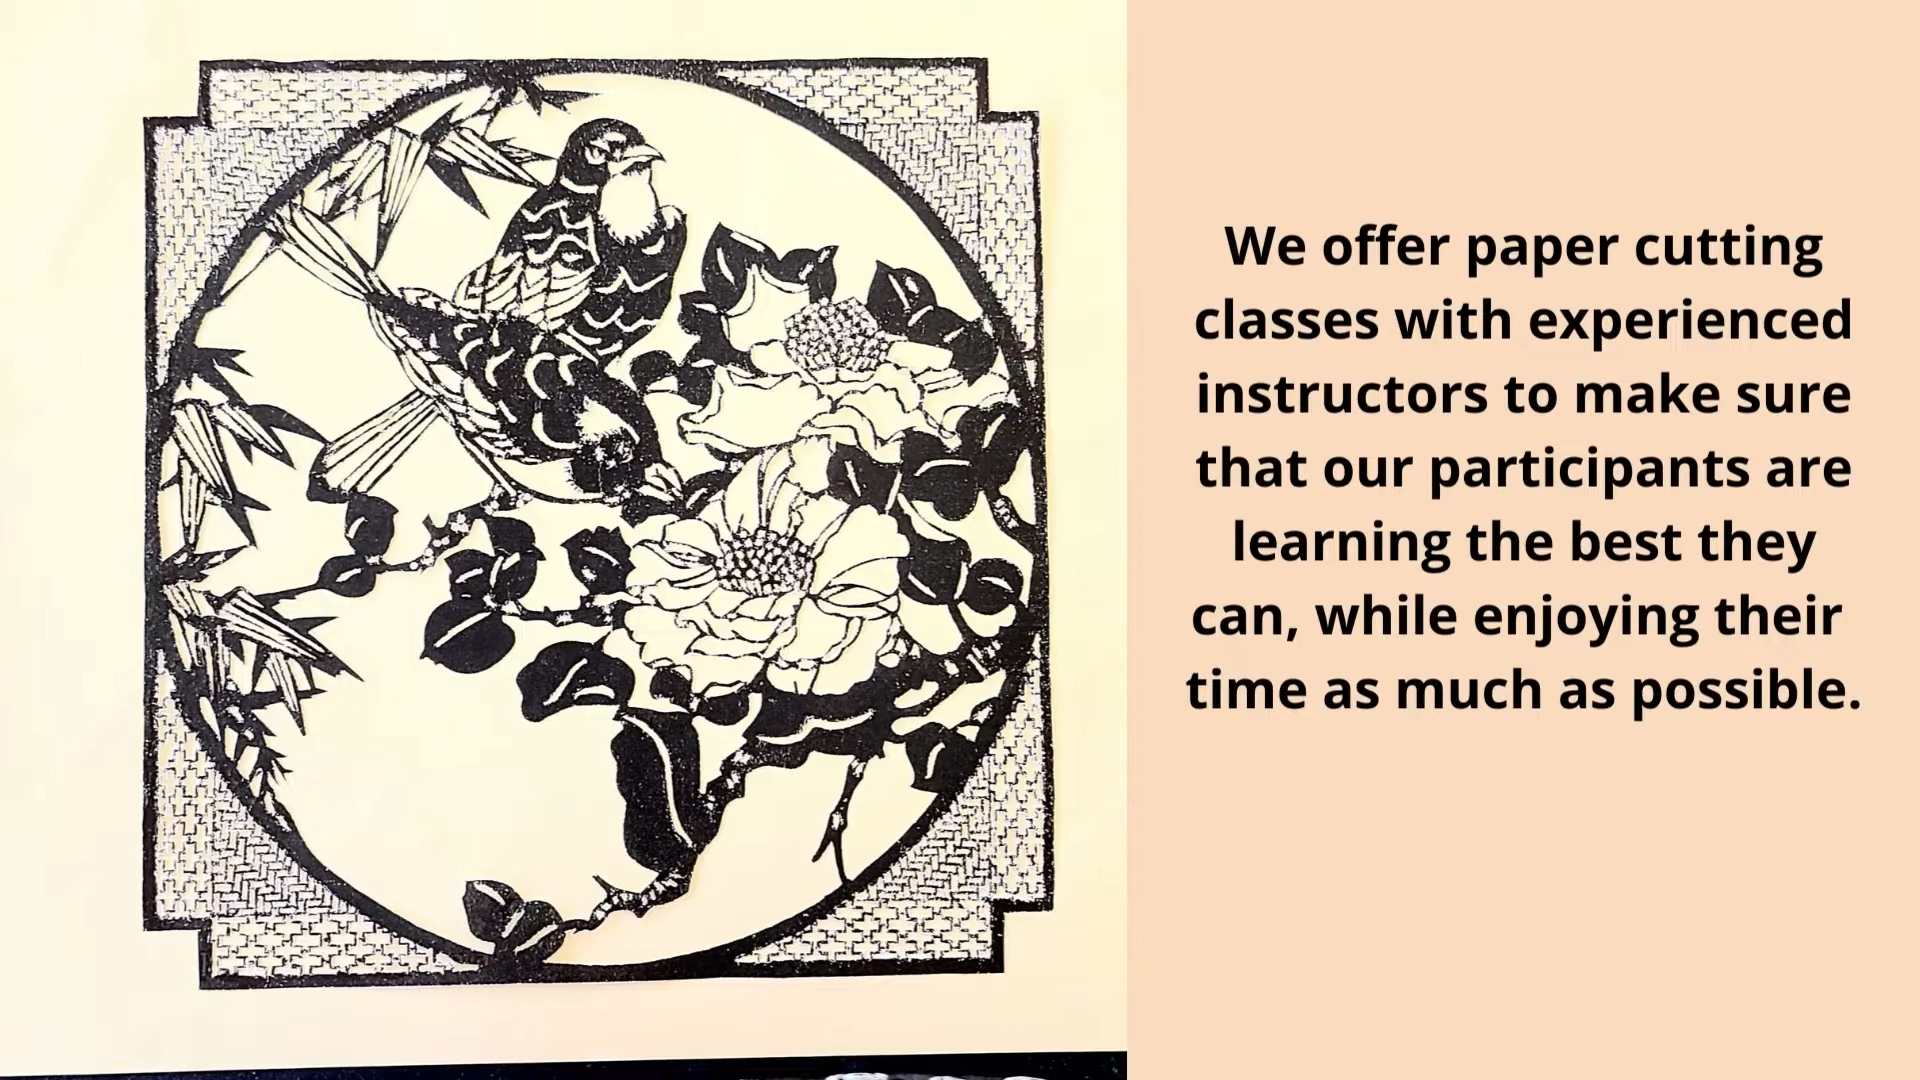 We offer paper cutting
classes with experienced
instructors to make sure
that our participants are
learning the best they
can, while enjoying their
time as much as possible.